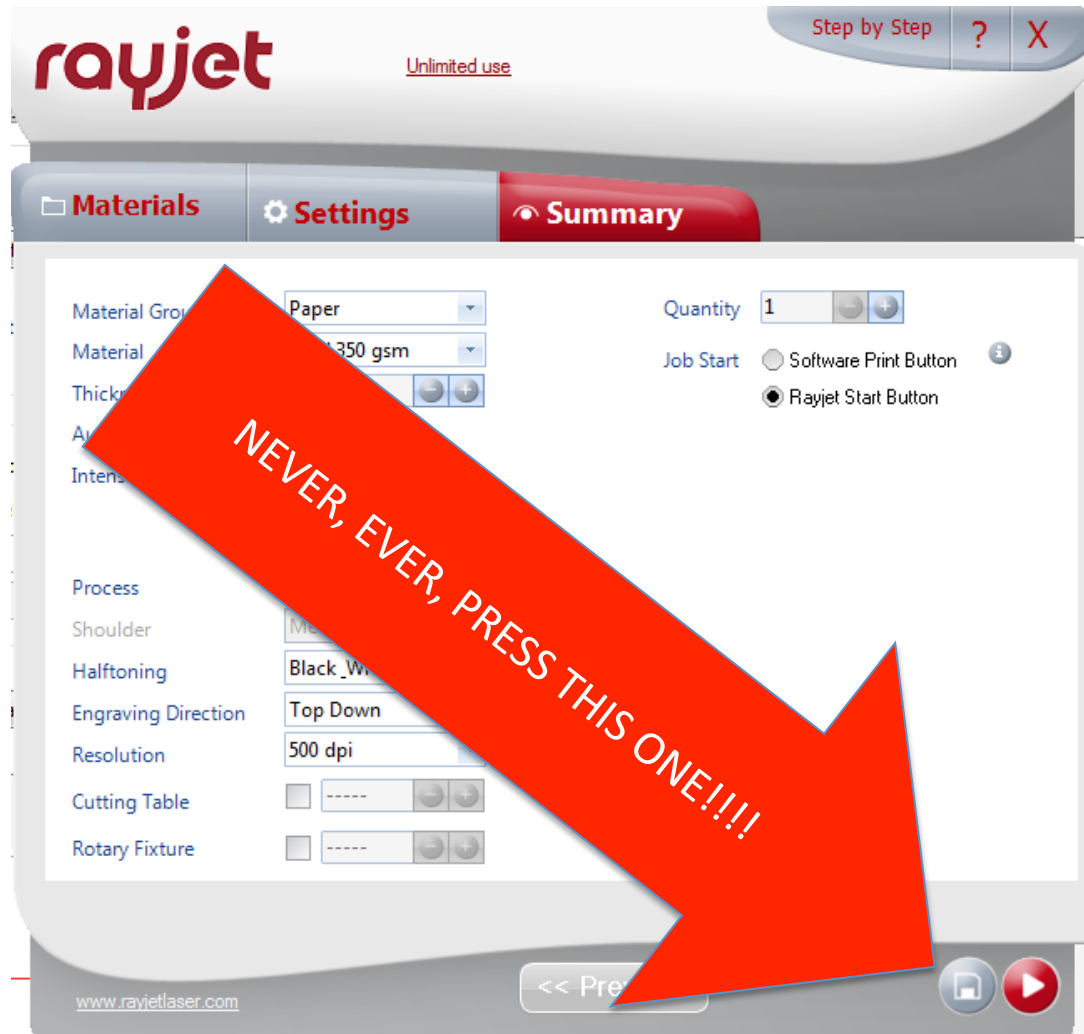 rayjet
Unlimited use
Step by Step ? X
Materials Settings Summary
Material
Paper
350 gsm
Quantity 1
Job Start Software Print Button
Rayjet Start Button
NEVER, EVER, PRESS THIS ONE!!!!
Process
Shoulder
Halftoning
Engraving Direction Top Down
Resolution 500 dpi
Cutting Table -----
Rotary Fixture -----
<<
www.rayjetlaser.com